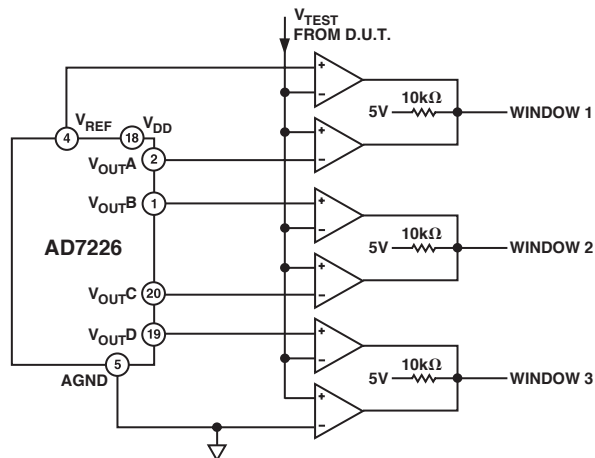 VTEST
FROM D.U.T.
+
−
10kΩ
5V
WINDOW 1
4
VREF
18
VDD
+
−
VOUTA
2
VOUTB
1
+
−
AD7226
10kΩ
5V
WINDOW 2
+
−
VOUTC
20
VOUTD
19
+
−
10kΩ
5V
WINDOW 3
5
AGND
+
−